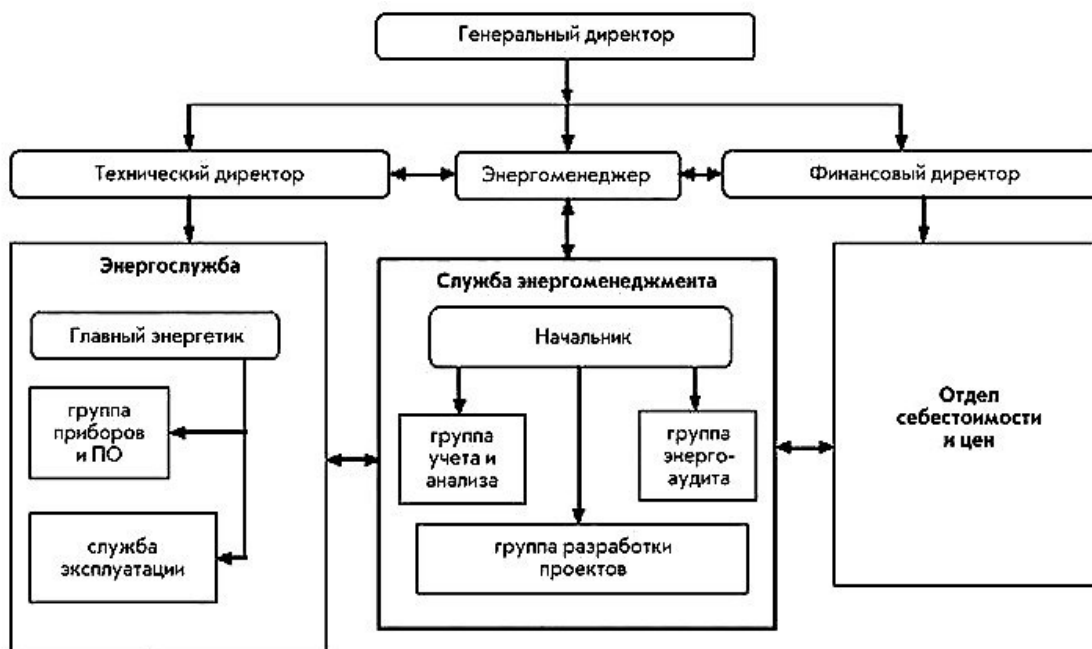 Генеральный директор
Технический директор
Энергоменеджер
Финансовый директор
Энергослужба
Главный энергетик
группа
приборов
и ПО
служба
эксплуатации
Служба энергоменеджмента
Начальник
группа
учета и
анализа
группа
энерго-
аудита
группа разработки
проектов
Отдел
себестоимости
и цен